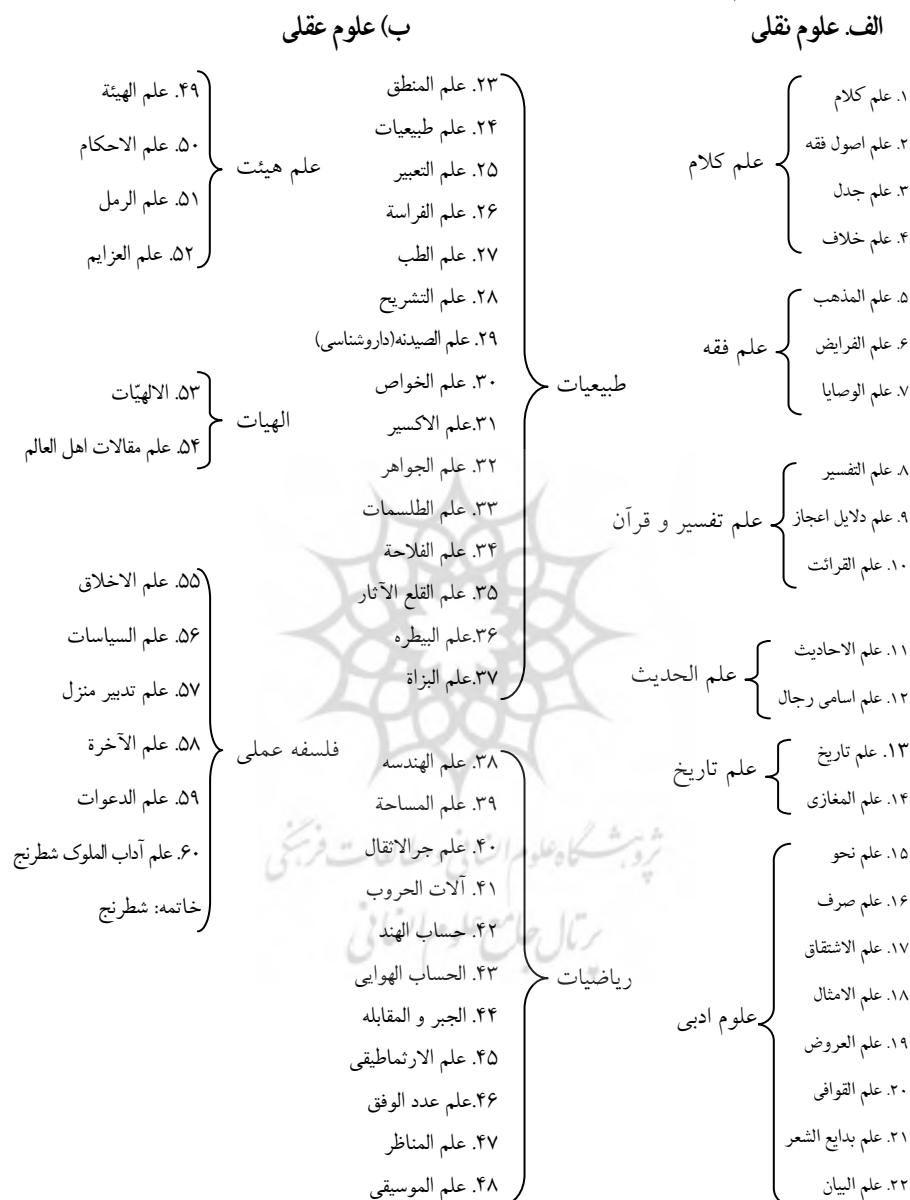 الف. علوم نقلی
۱. علم کلام
۲. علم اصول فقه
۳. علم جدل
۴. علم خلاف
علم کلام
۵. علم المذهب
۶. علم الفرایض
۷. علم الوصایا
علم فقه
۸. علم التفسیر
۹. علم دلایل اعجاز
۱۰. علم القرائت
علم تفسیر و قرآن
۱۱. علم الاحادیث
۱۲. علم اسامی رجال
علم الحدیث
۱۳. علم تاریخ
۱۴. علم المغازی
علم تاریخ
۱۵. علم نحو
۱۶. علم صرف
۱۷. علم الاشتقاق
۱۸. علم الامثال
۱۹. علم العروض
۲۰. علم القوافی
۲۱. علم بدایع الشعر
۲۲. علم البیان
علوم ادبی
ب) علوم عقلی
۲۳. علم المنطق
۲۴. علم طبیعیات
۲۵. علم التعبیر
۲۶. علم الفراسة
۲۷. علم الطب
۲۸. علم التشریح
۲۹. علم الصیدنه(داروشناسی)
۳۰. علم الخواص
۳۱.علم الاکسیر
۳۲. علم الجواهر
۳۳. علم الطلسمات
۳۴. علم الفلاحة
۳۵. علم القلع الآثار
۳۶.علم البیطره
۳۷.علم البزاة
طبیعیات
۳۸. علم الهندسه
۳۹. علم المساحة
۴۰. علم جرالاثقال
۴۱. آلات الحروب
۴۲. حساب الهند
۴۳. الحساب الهوایی
۴۴. الجبر و المقابله
۴۵. علم الارثماطیقی
۴۶.علم عدد الوفق
۴۷. علم المناظر
۴۸. علم الموسیقی
ریاضیات
۴۹. علم الهیئة
۵۰. علم الاحکام
۵۱. علم الرمل
۵۲. علم العزایم
علم هیئت
۵۳. الالهیّات
۵۴. علم مقالات اهل العالم
الهیات
۵۵. علم الاخلاق
۵۶. علم السیاسات
۵۷. علم تدبیر منزل
۵۸. علم الآخرة
۵۹. علم الدعوات
۶۰. علم آداب الملوک شطرنج
خاتمه: شطرنج
فلسفه عملی
پژوهشگاه علوم انسانی و مطالعات فرهنگی
پرتال جامع علوم انسانی